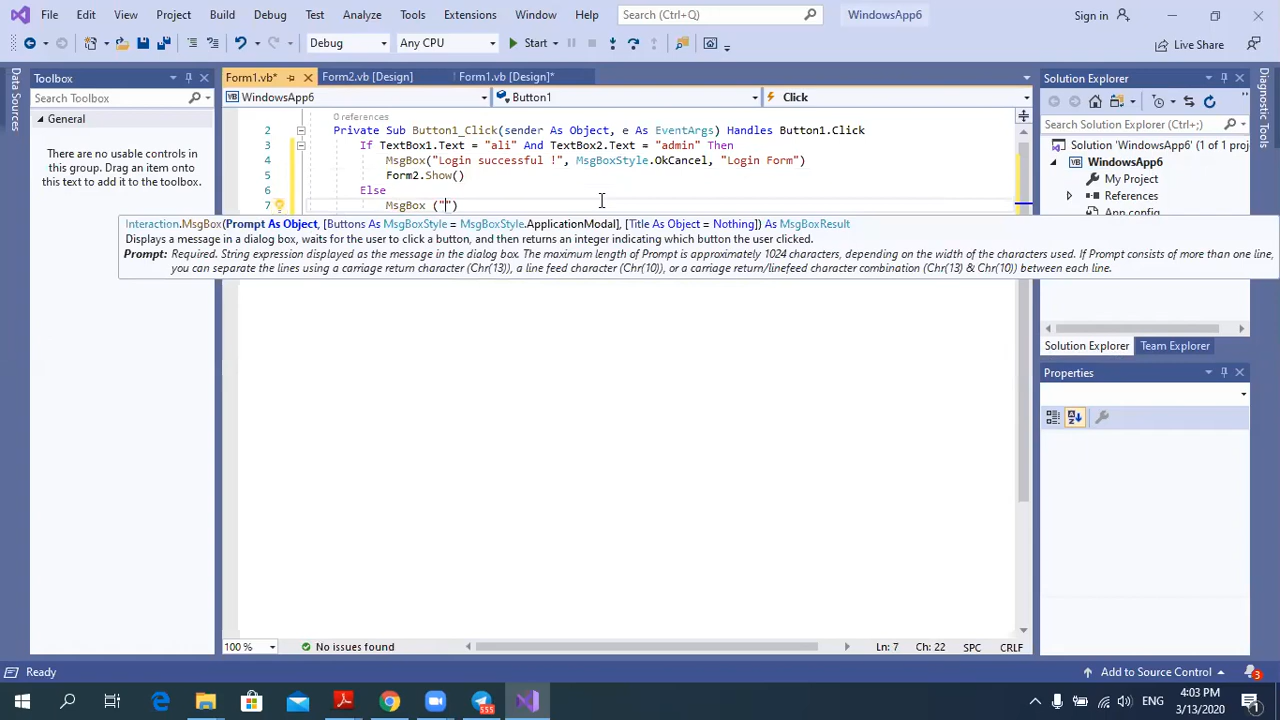 File Edit View Project Build Debug Test Analyze Tools Extensions Window Help Search (Ctrl+Q) WindowsApp6 Sign in
Debug Any CPU Start Live Share
Data Sources
Toolbox
Search Toolbox
General
There are no usable controls in
this group. Drag an item onto
this text to add it to the toolbox.
Form1.vb* Form2.vb [Design] Form1.vb [Design]*
WindowsApp6 Button1 Click
0 references
2 Private Sub Button1_Click(sender As Object, e As EventArgs) Handles Button1.Click
3 If TextBox1.Text = "ali" And TextBox2.Text = "admin" Then
4 MsgBox("Login successful !", MsgBoxStyle.OkCancel, "Login Form")
5 Form2.Show()
6 Else
7 MsgBox ("")
Interaction.MsgBox(Prompt As Object, [Buttons As MsgBoxStyle = MsgBoxStyle.ApplicationModal], [Title As Object = Nothing]) As MsgBoxResult
Displays a message in a dialog box, waits for the user to click a button, and then returns an integer indicating which button the user clicked.
Prompt: Required. String expression displayed as the message in the dialog box. The maximum length of Prompt is approximately 1024 characters, depending on the width of the characters used. If Prompt consists of more than one line,
you can separate the lines using a carriage return character (Chr(13)), a line feed character (Chr(10)), or a carriage return/linefeed character combination (Chr(13) & Chr(10)) between each line.
Solution Explorer
Search Solution Explorer (Ctrl+;)
Solution 'WindowsApp6' (1 of 1 proj
WindowsApp6
My Project
References
App.config
Solution Explorer Team Explorer
Properties
Diagnostic Tools
100 % No issues found Ln: 7 Ch: 22 SPC CRLF
Ready Add to Source Control 3
555 ENG 4:03 PM
3/13/2020 1